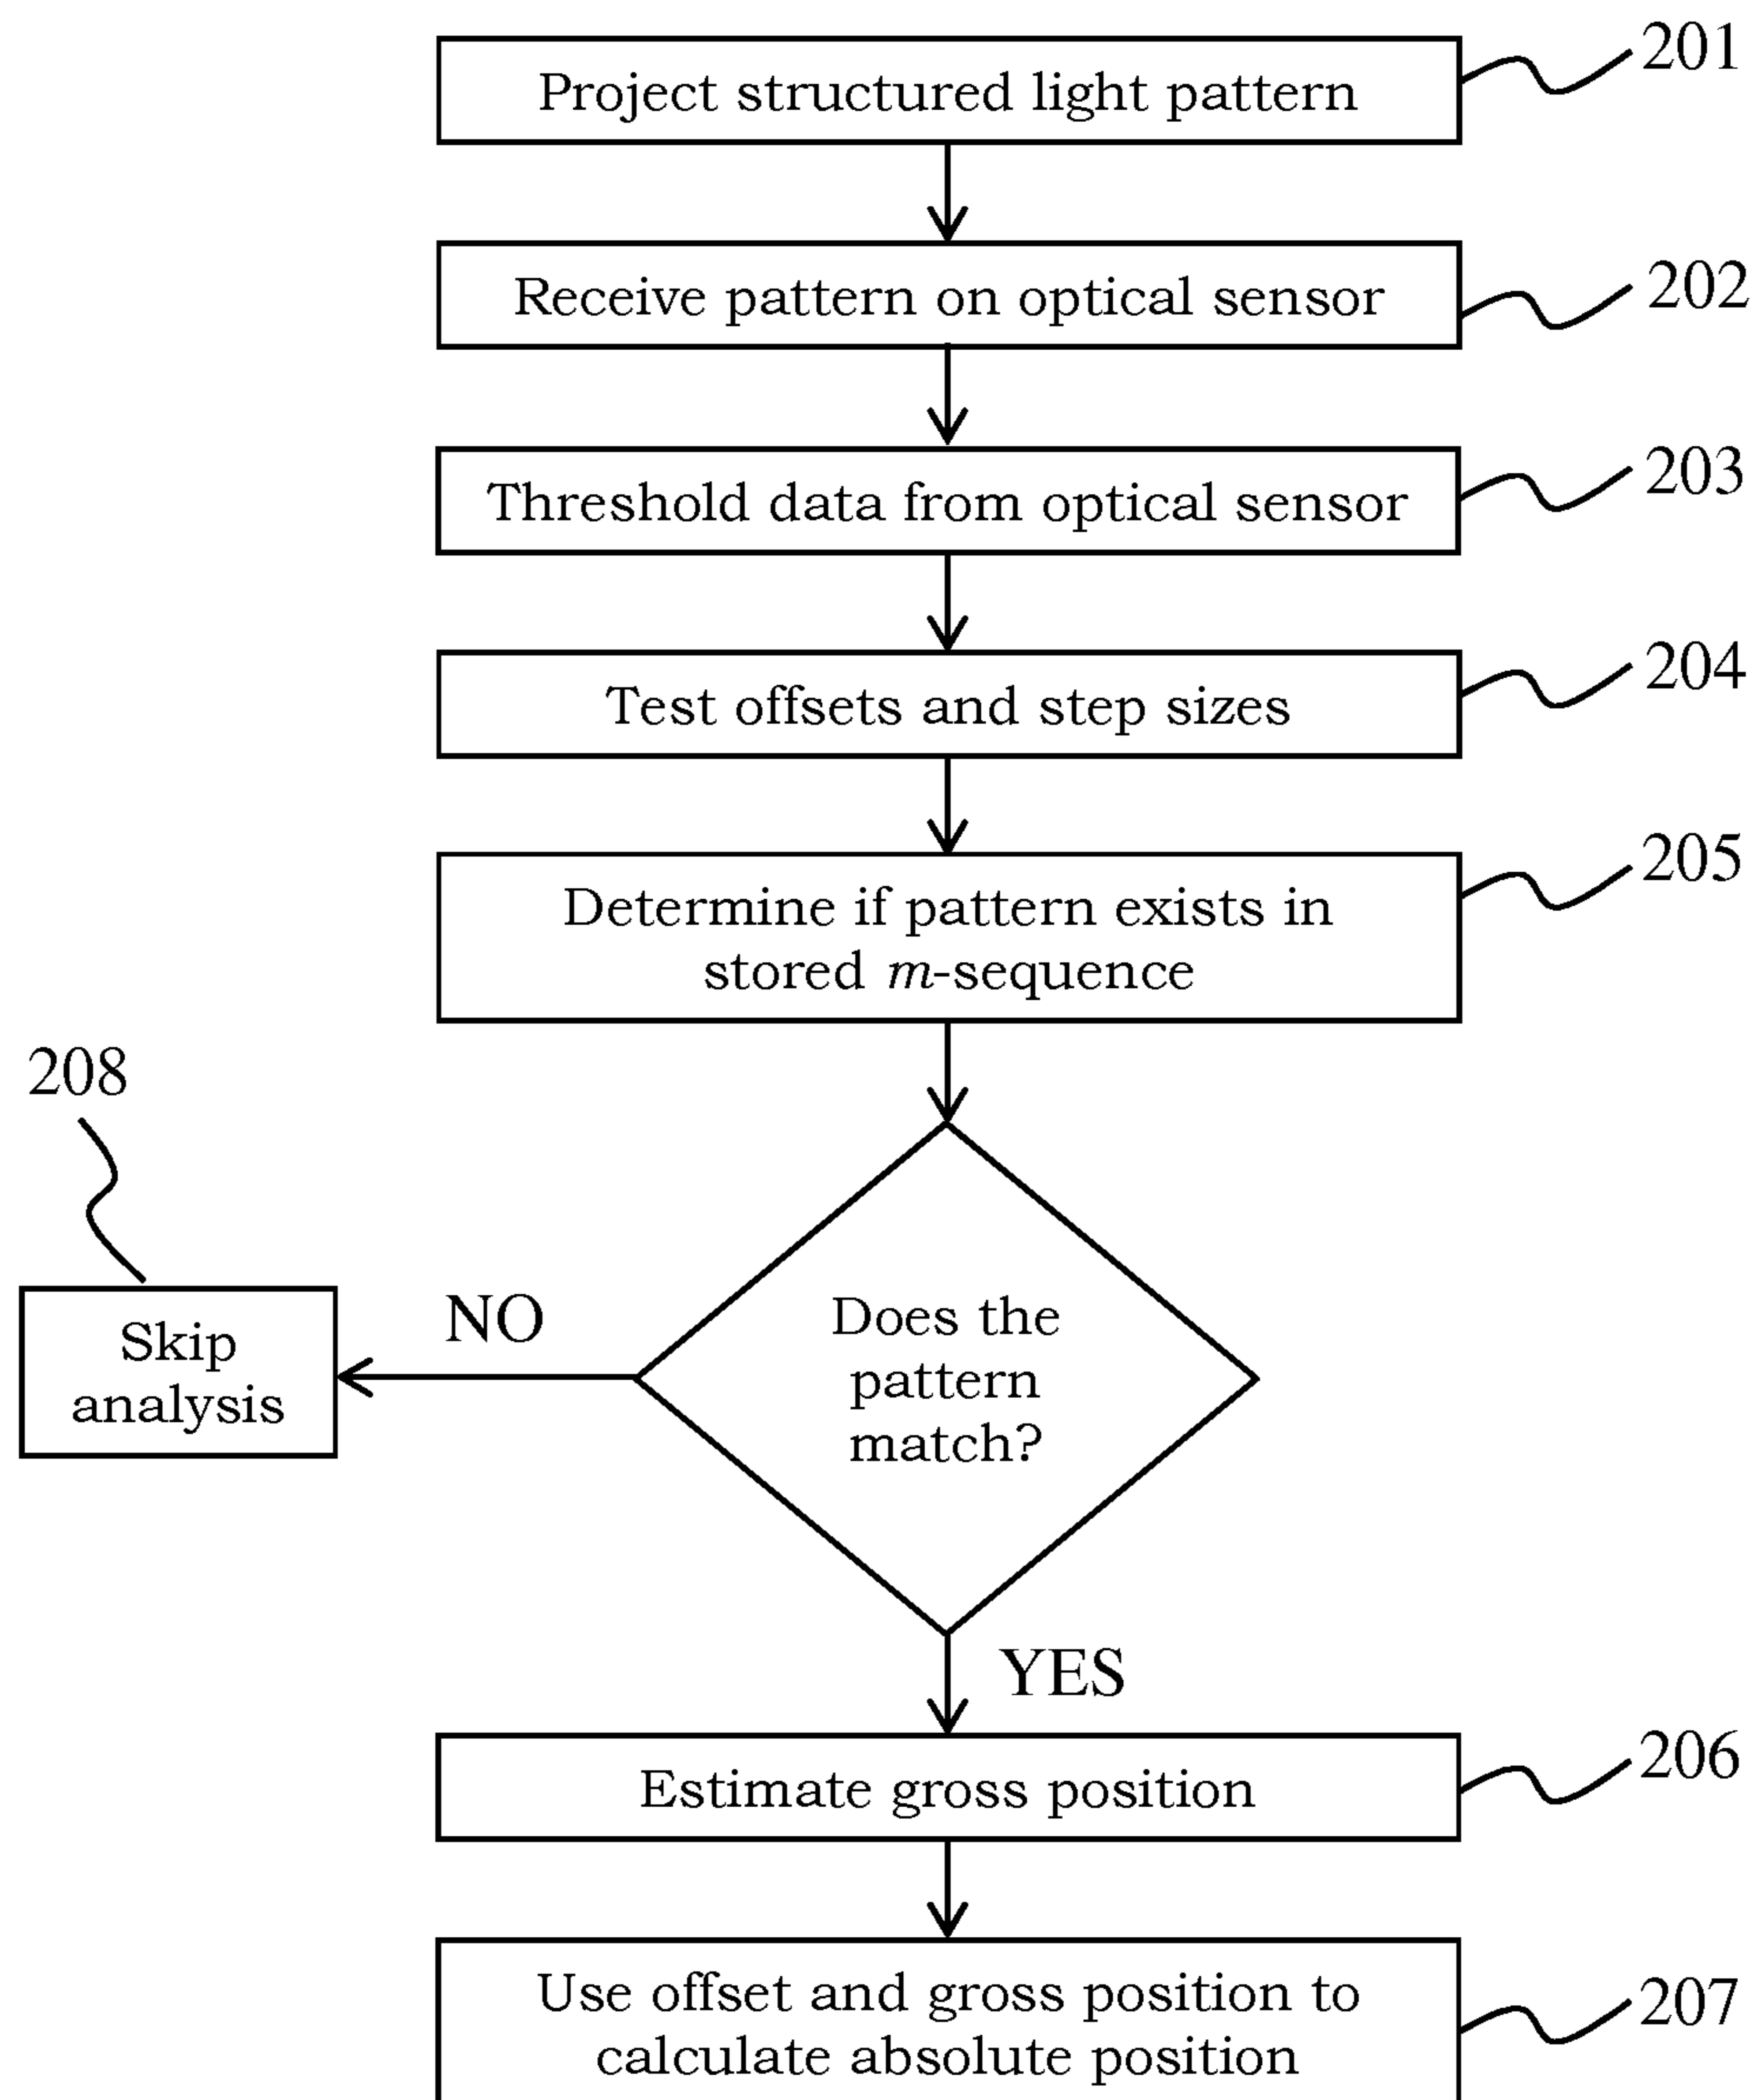 Project structured light pattern
201
Receive pattern on optical sensor
202
Threshold data from optical sensor
203
Test offsets and step sizes
204
Determine if pattern exists in
stored m-sequence
205
208
Skip
analysis
NO
Does the
pattern
match?
YES
Estimate gross position
206
Use offset and gross position to
calculate absolute position
207